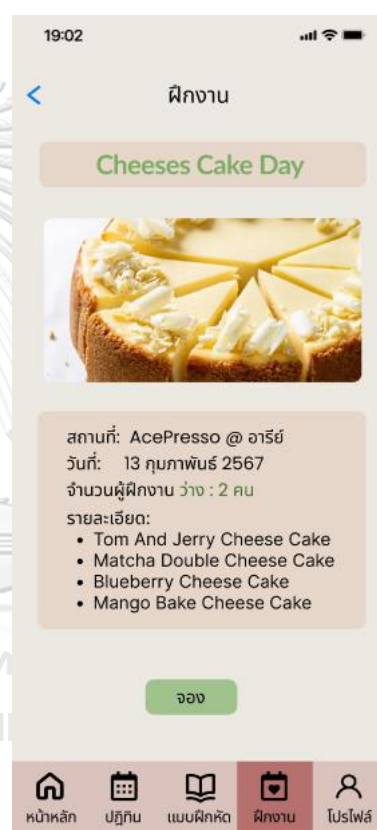 19:02
ฝึกงาน
Cheeses Cake Day
สถานที่: AcePresso @ อารีย์
วันที่: 13 กุมภาพันธ์ 2567
จำนวนผู้ฝึกงาน ว่าง : 2 คน
รายละเอียด:
• Tom And Jerry Cheese Cake
• Matcha Double Cheese Cake
• Blueberry Cheese Cake
• Mango Bake Cheese Cake
จอง
หน้าหลัก ปฏิทิน แบบฝึกหัด ฝึกงาน โปรไฟล์